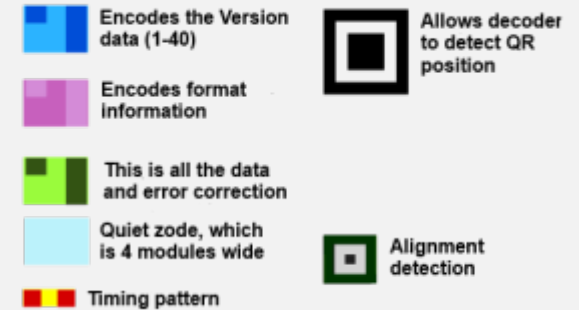 Encodes the Version
data (1-40)
Encodes format
information
This is all the data
and error correction
Quiet zode, which
is 4 modules wide
Timing pattern
Allows decoder
to detect QR
position
Alignment
detection